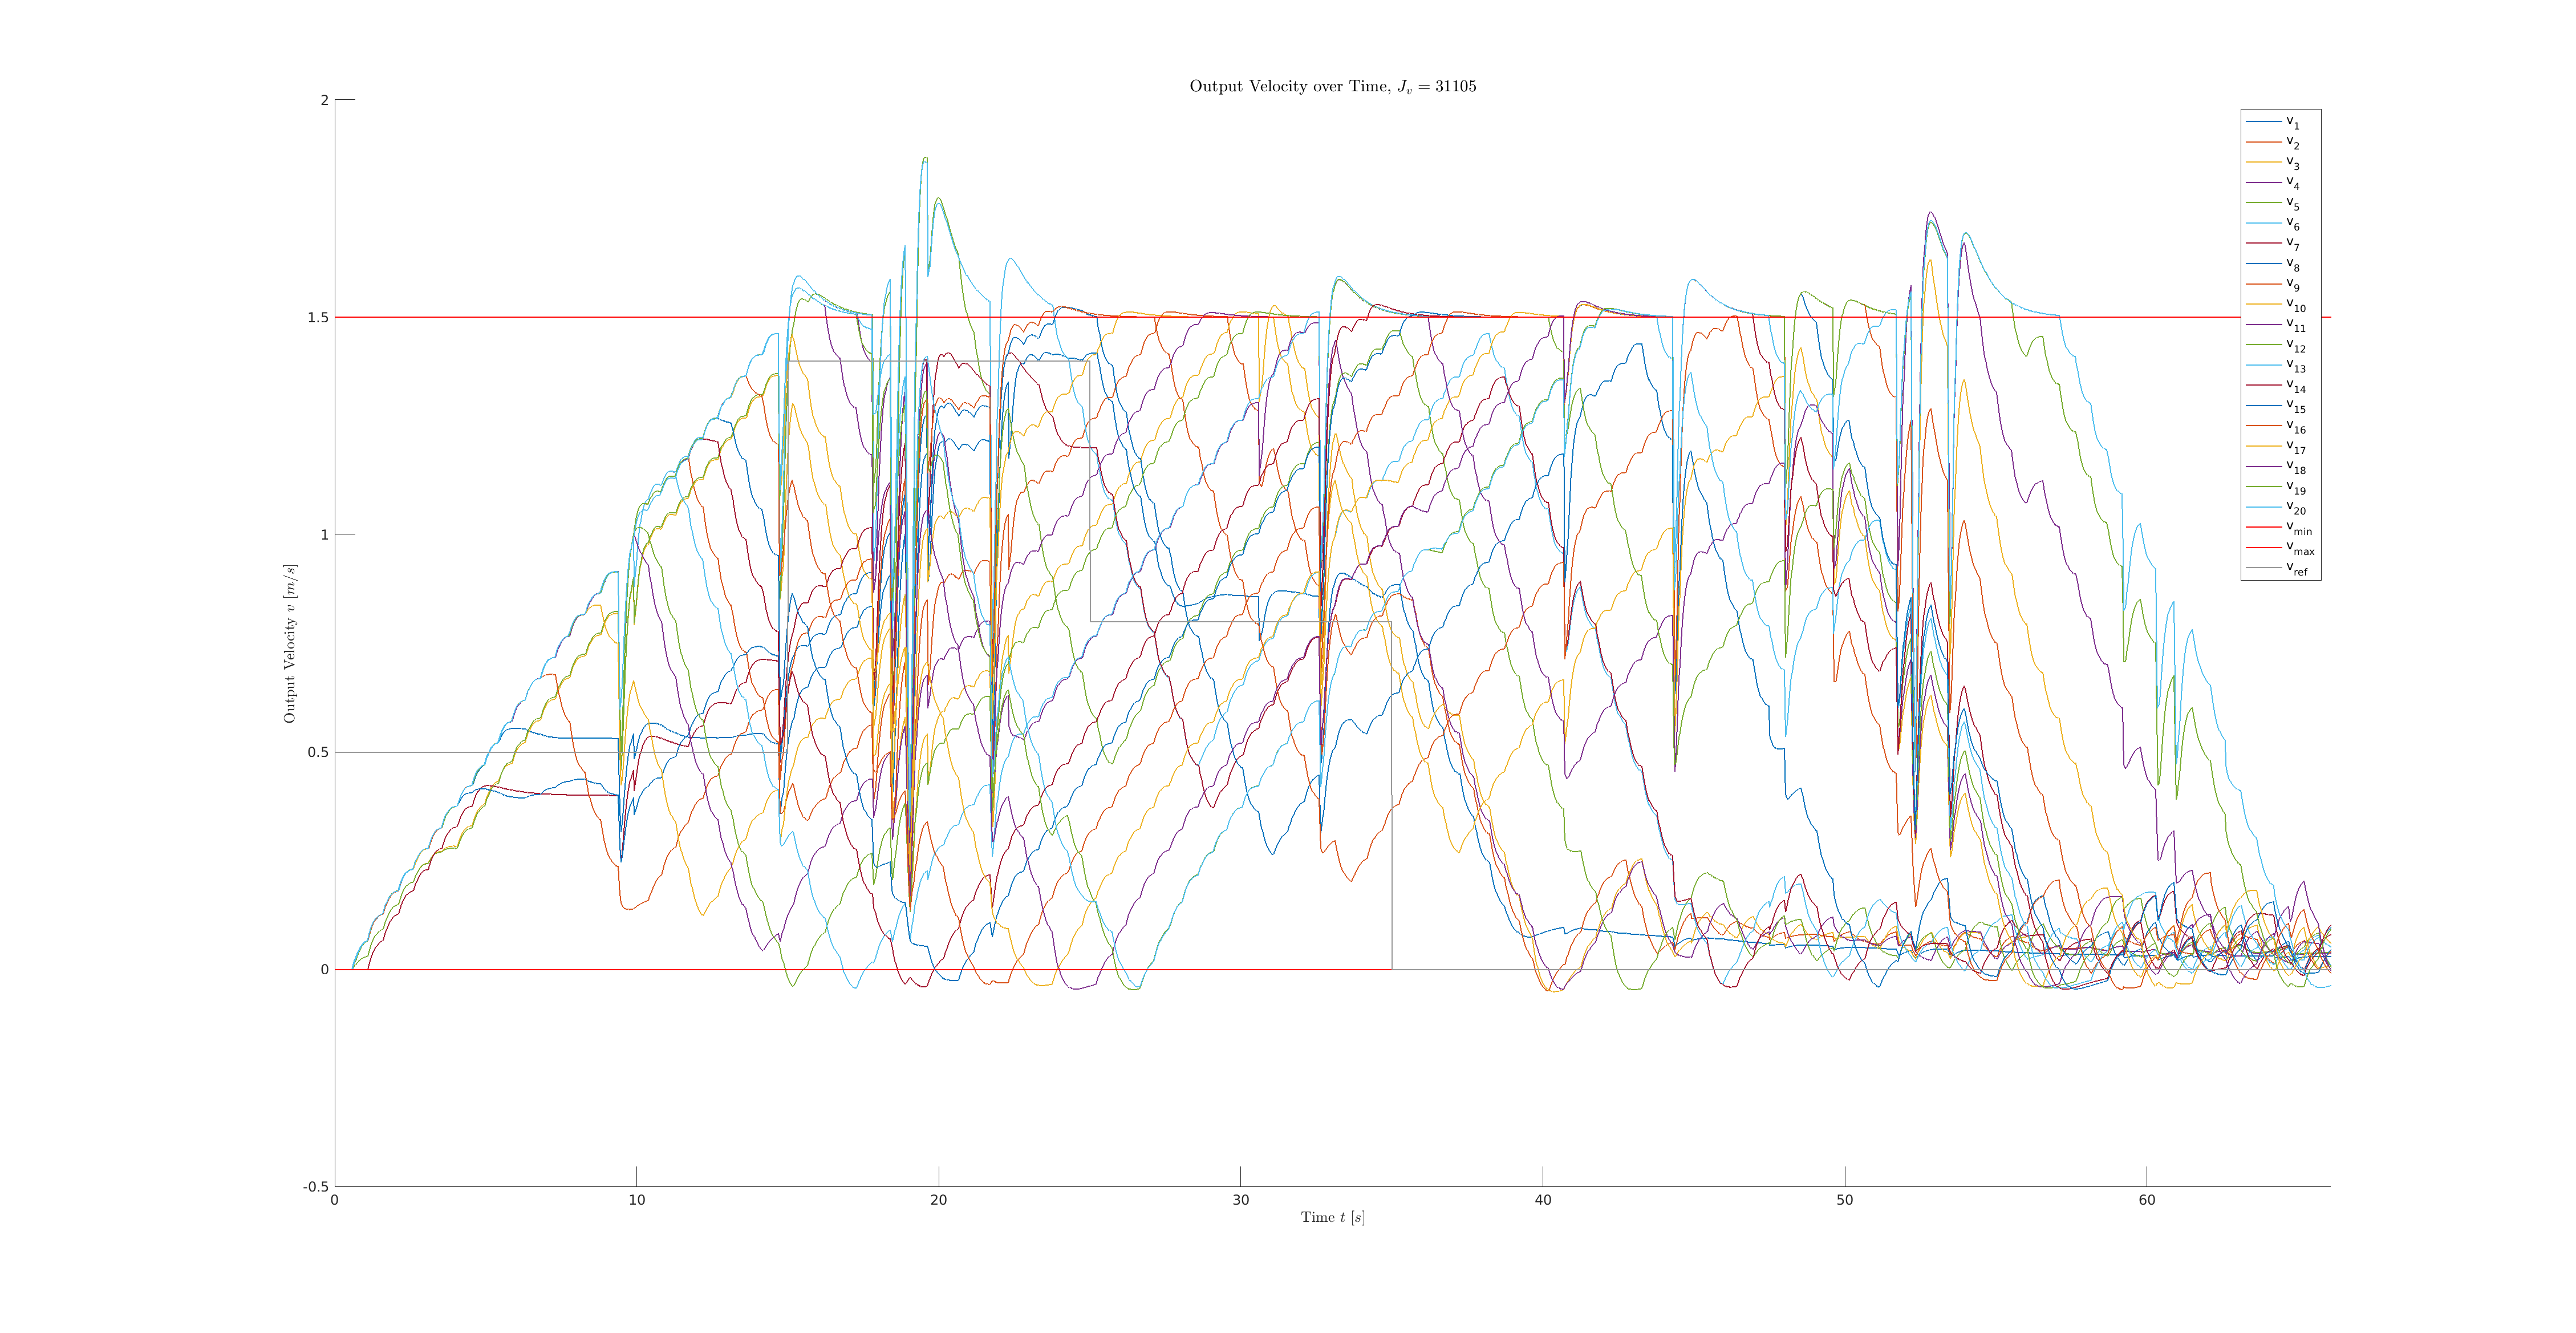 Output Velocity over Time, J_v = 31105
2
1.5
1
0.5
0
-0.5
Output Velocity v [m/s]
0 10 20 30 40 50 60
Time t [s]
v_1
v_2
v_3
v_4
v_5
v_6
v_7
v_8
v_9
v_10
v_11
v_12
v_13
v_14
v_15
v_16
v_17
v_18
v_19
v_20
v_min
v_max
v_ref